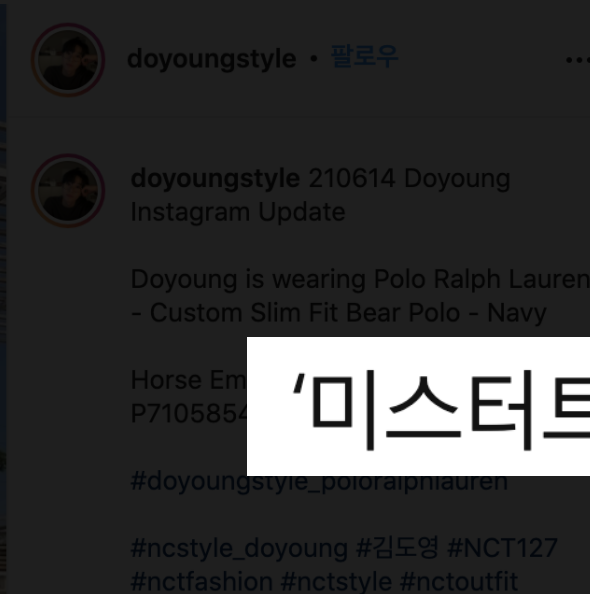 doyoungstyle • 팔로우
doyoungstyle 210614 Doyoung
Instagram Update
Doyoung is wearing Polo Ralph Lauren
- Custom Slim Fit Bear Polo - Navy
Horse Em
P7105854
‘미스터트
#doyoungstyle_poloralphlauren
#ncstyle_doyoung #김도영 #NCT127
#nctfashion #nctstyle #nctoutfit